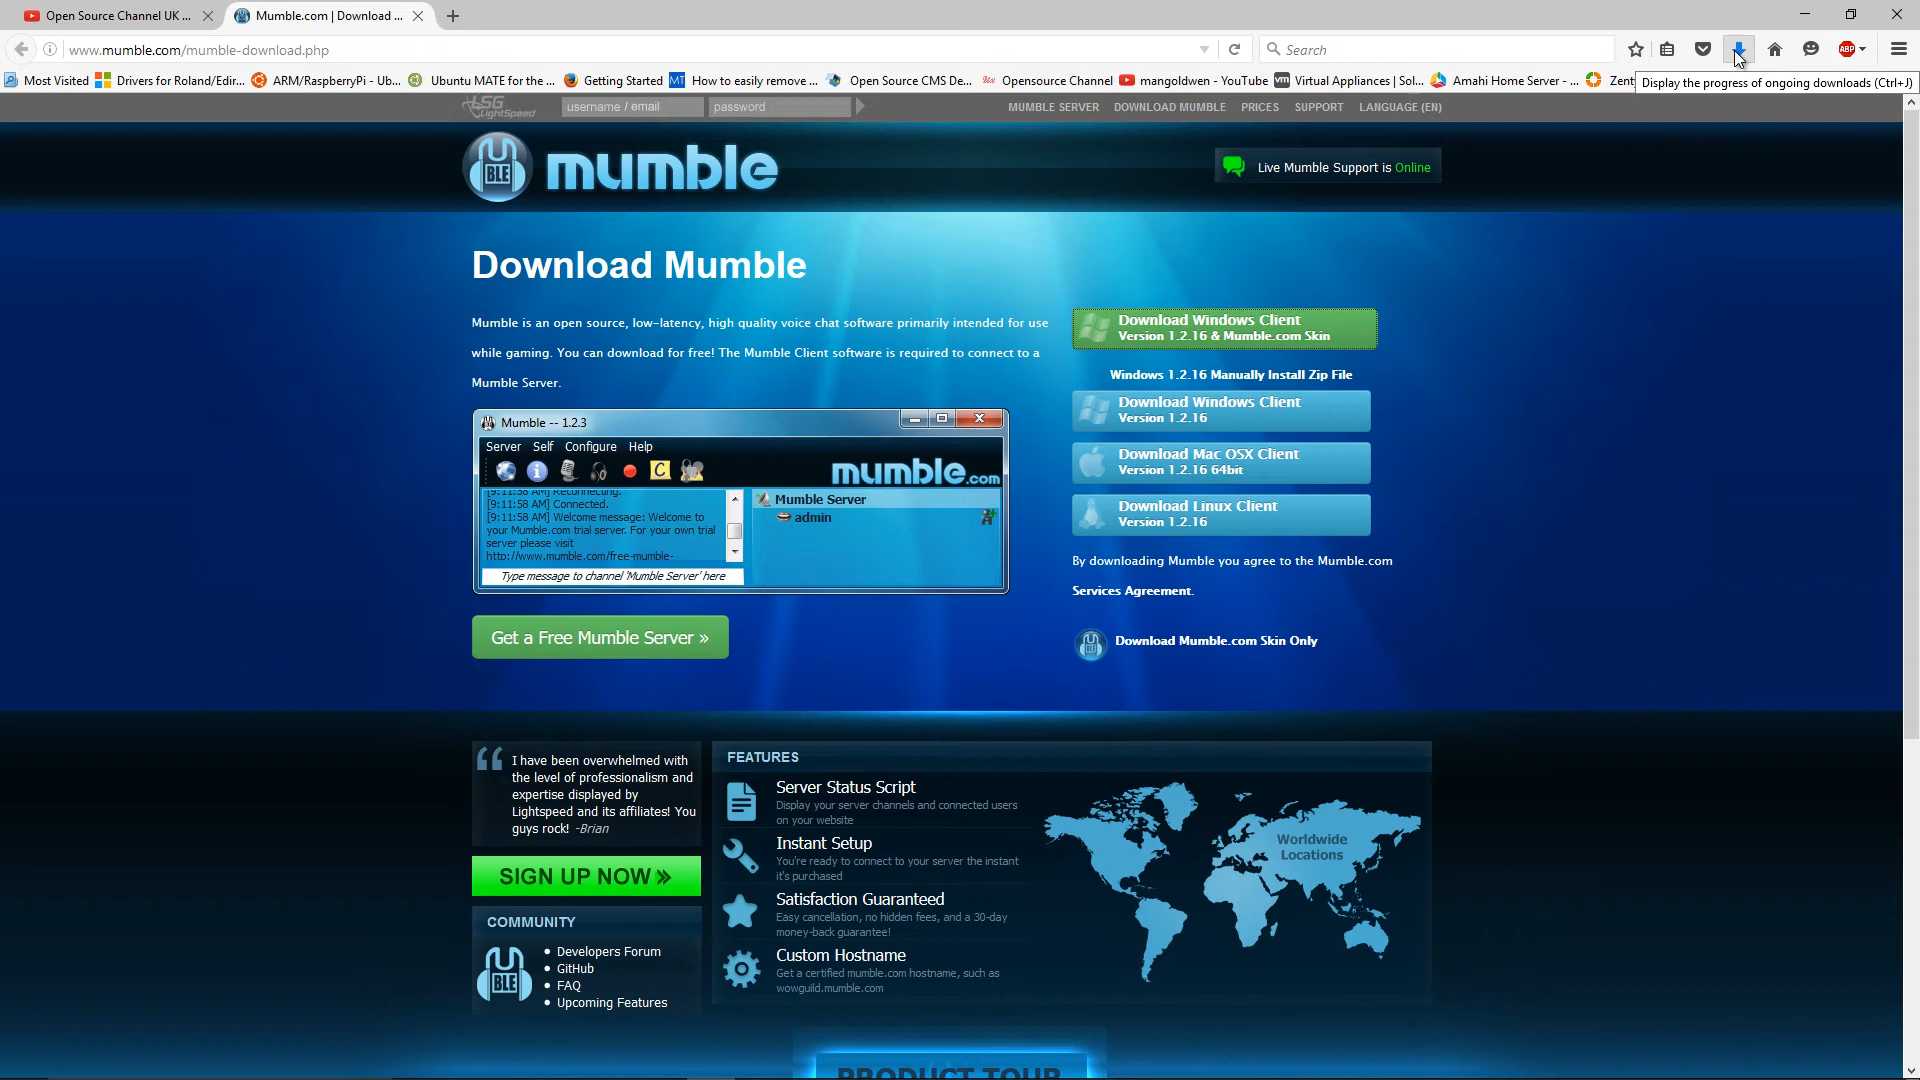 Open Source Channel UK ...
Mumble.com | Download ...
www.mumble.com/mumble-download.php
Search
Most Visited
Drivers for Roland/Edir...
ARM/RaspberryPi - Ub...
Ubuntu MATE for the ...
Getting Started
MT
How to easily remove ...
Open Source CMS De...
Opensource Channel
mangoldwen - YouTube
vm
Virtual Appliances | Sol...
Amahi Home Server - ...
Zenty
ABP
Display the progress of ongoing downloads (Ctrl+J)
LSG LightSpeed
username / email
password
MUMBLE SERVER
DOWNLOAD MUMBLE
PRICES
SUPPORT
LANGUAGE (EN)
BLE
mumble
Live Mumble Support is Online
Download Mumble
Mumble is an open source, low-latency, high quality voice chat software primarily intended for use
while gaming. You can download for free! The Mumble Client software is required to connect to a
Mumble Server.
Mumble -- 1.2.3
Server Self Configure Help
C
mumble.com
[9:11:58 AM] Reconnecting.
[9:11:58 AM] Connected.
[9:11:58 AM] Welcome message: Welcome to
your Mumble.com trial server. For your own trial
server please visit
http://www.mumble.com/free-mumble-
Type message to channel 'Mumble Server' here
Mumble Server
admin
Get a Free Mumble Server »
Download Windows Client
Version 1.2.16 & Mumble.com Skin
Windows 1.2.16 Manually Install Zip File
Download Windows Client
Version 1.2.16
Download Mac OSX Client
Version 1.2.16 64bit
Download Linux Client
Version 1.2.16
By downloading Mumble you agree to the Mumble.com
Services Agreement.
Download Mumble.com Skin Only
I have been overwhelmed with
the level of professionalism and
expertise displayed by
Lightspeed and its affiliates! You
guys rock! -Brian
SIGN UP NOW »
COMMUNITY
BLE
• Developers Forum
• GitHub
• FAQ
• Upcoming Features
FEATURES
Server Status Script
Display your server channels and connected users
on your website
Instant Setup
You're ready to connect to your server the instant
it's purchased
Satisfaction Guaranteed
Easy cancellation, no hidden fees, and a 30-day
money-back guarantee!
Custom Hostname
Get a certified mumble.com hostname, such as
wowguild.mumble.com
Worldwide
Locations
PRODUCT TOUR